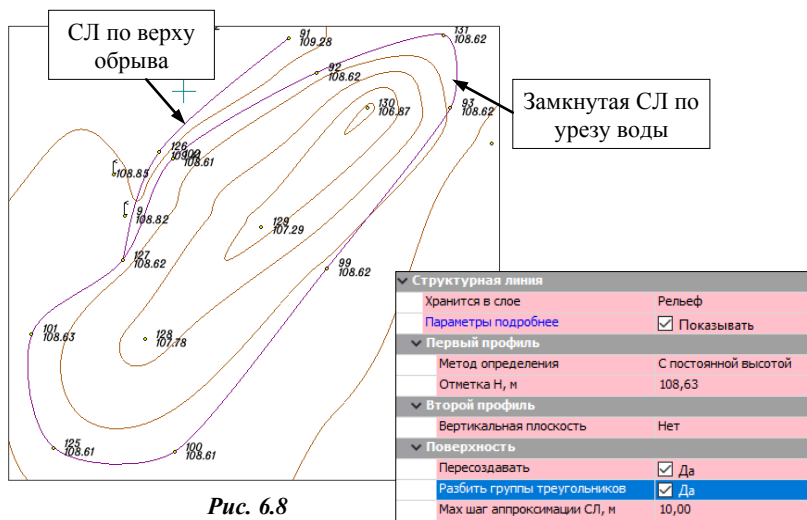 СЛ по верху
обрыва
91
109.28
131
108.62
92
108.62
Замкнутая СЛ по
урезу воды
130
106.87
93
108.62
126
108.61
108.85
9
108.82
129
107.29
127
108.62
99
108.62
101
108.63
128
107.78
125
108.61
100
108.61
Структурная линия
Хранится в слое Рельеф
Параметры подробнее Показывать
Первый профиль
Метод определения С постоянной высотой
Отметка Н, м 108,63
Второй профиль
Вертикальная плоскость Нет
Поверхность
Пересоздавать Да
Разбить группы треугольников Да
Мах шаг аппроксимации СЛ, м 10,00
Рис. 6.8